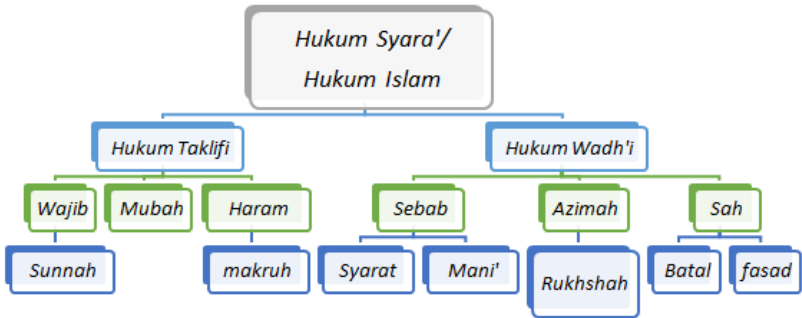 Hukum Syara'/
Hukum Islam
Hukum Taklifi
Hukum Wadh'i
Wajib
Mubah
Haram
Sebab
Azimah
Sah
Sunnah
makruh
Syarat
Mani'
Rukhshah
Batal
fasad